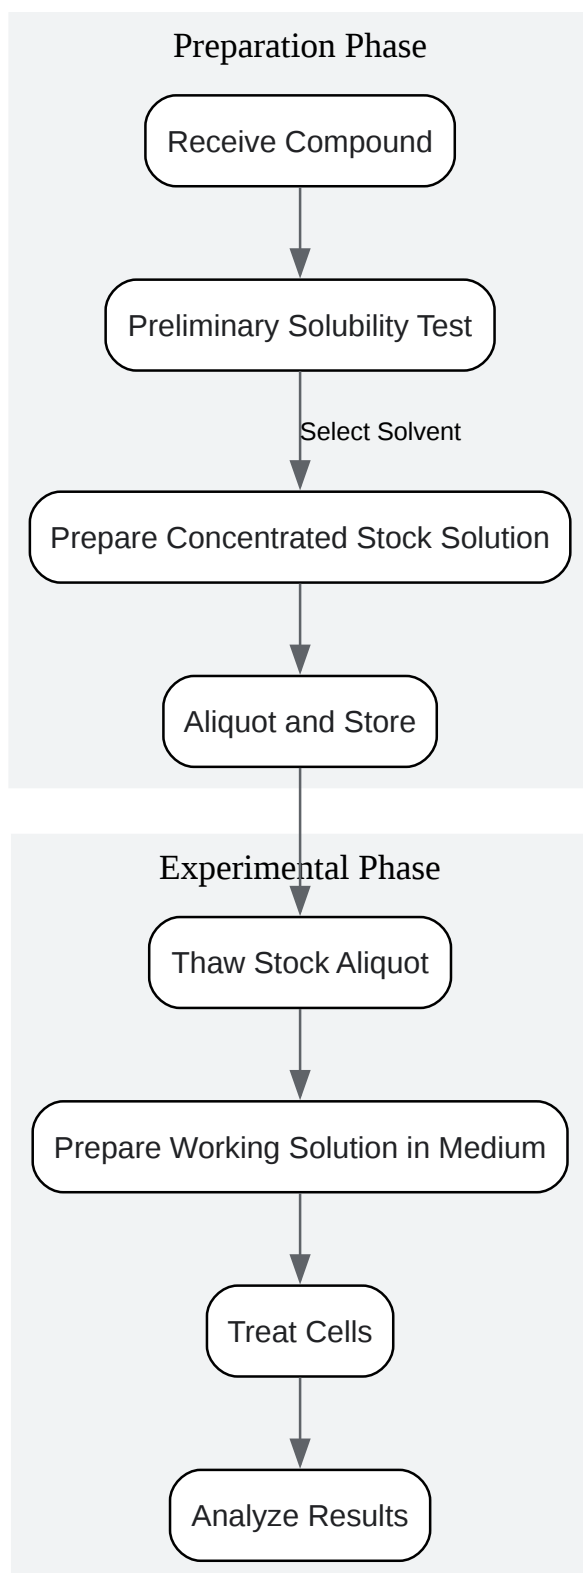 Preparation Phase
Receive Compound
Preliminary Solubility Test
Select Solvent
Prepare Concentrated Stock Solution
Aliquot and Store
Experimental Phase
Thaw Stock Aliquot
Prepare Working Solution in Medium
Treat Cells
Analyze Results